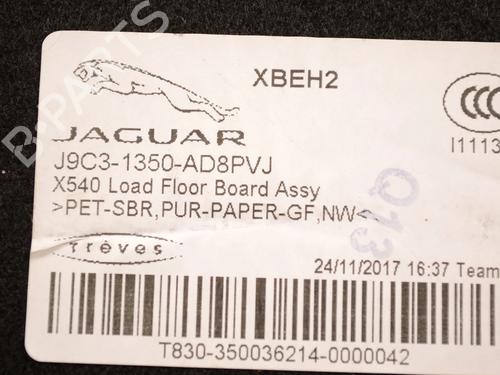 XBEH2
JAGUAR
J9C3-1350-AD8PVJ
I1113
X540 Load Floor Board Assy
>PET-SBR,PUR-PAPER-GF,NW<
Q13
trèves
24/11/2017 16:37 Team
T830-350036214-0000042
B-PARTS